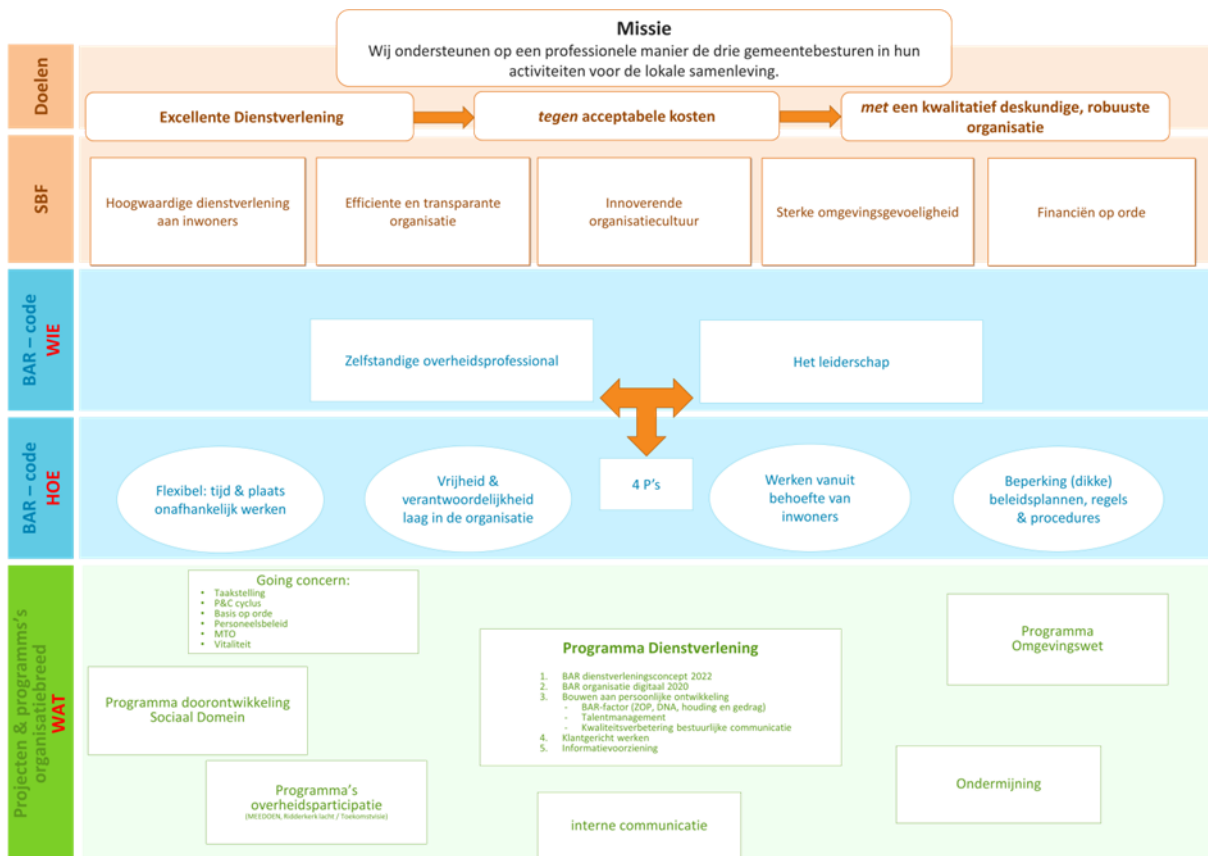 Missie
Wij ondersteunen op een professionele manier de drie gemeentebesturen in hun
activiteiten voor de lokale samenleving.
Doelen
Excellente Dienstverlening
tegen acceptabele kosten
met een kwalitatief deskundige, robuuste
organisatie
SBF
Hoogwaardige dienstverlening
aan inwoners
Efficiente en transparante
organisatie
Innoverende
organisatiecultuur
Sterke omgevingsgevoeligheid
Financiën op orde
BAR – code
WIE
Zelfstandige overheidsprofessional
Het leiderschap
BAR – code
HOE
Flexibel: tijd & plaats
onafhankelijk werken
Vrijheid &
verantwoordelijkheid
laag in de organisatie
4 P's
Werken vanuit
behoefte van
inwoners
Beperking (dikke)
beleidsplannen, regels
& procedures
Projecten & programms's
organisatiebreed
WAT
Going concern:
• Taakstelling
• P&C cyclus
• Basis op orde
• Personeelsbeleid
• MTO
• Vitaliteit
Programma doorontwikkeling
Sociaal Domein
Programma's
overheidsparticipatie
(MEEDOEN, Ridderkerk lacht / Toekomstvisie)
Programma Dienstverlening
1. BAR dienstverleningsconcept 2022
2. BAR organisatie digitaal 2020
3. Bouwen aan persoonlijke ontwikkeling
- BAR-factor (ZOP, DNA, houding en gedrag)
- Talentmanagement
- Kwaliteitsverbetering bestuurlijke communicatie
4. Klantgericht werken
5. Informatievoorziening
interne communicatie
Programma
Omgevingswet
Ondermijning